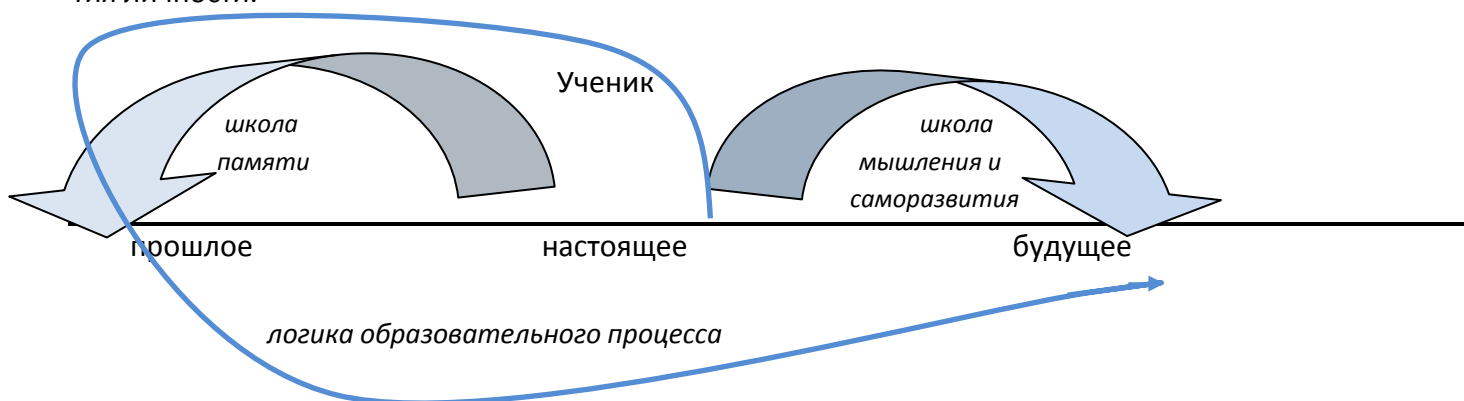 Ученик
школа
памяти
школа
мышления и
саморазвития
прошлое
настоящее
будущее
логика образовательного процесса